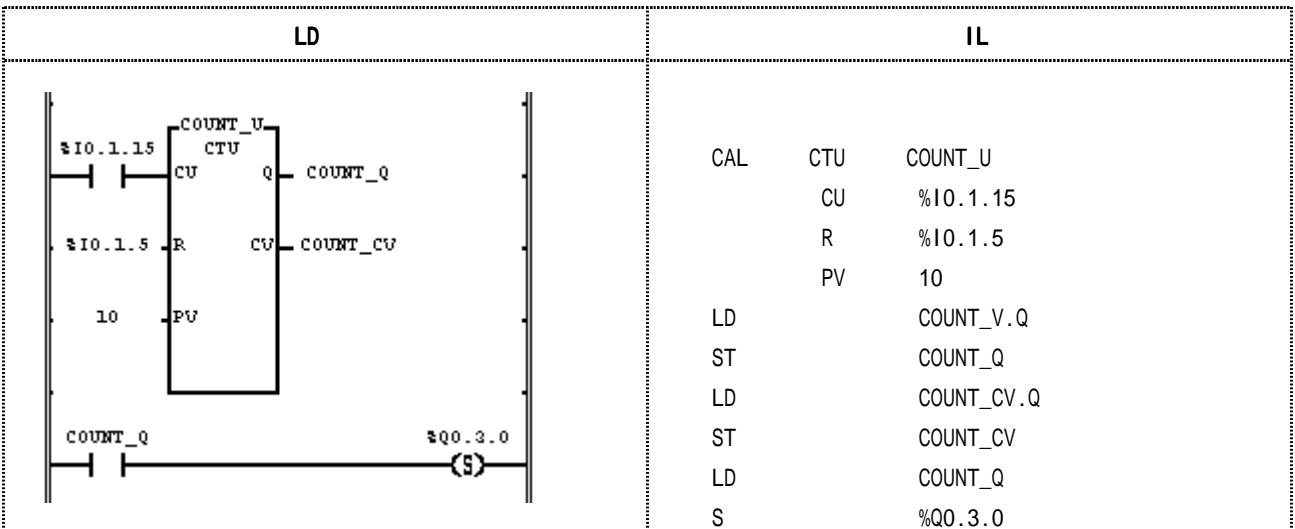 LD
IL
COUNT_U
%I0.1.15
CTU
CU
Q
COUNT_Q
%I0.1.5
R
CV
COUNT_CV
10
PV
COUNT_Q
%Q0.3.0
(S)
CAL CTU COUNT_U
CU %I0.1.15
R %I0.1.5
PV 10
LD COUNT_V.Q
ST COUNT_Q
LD COUNT_CV.Q
ST COUNT_CV
LD COUNT_Q
S %Q0.3.0